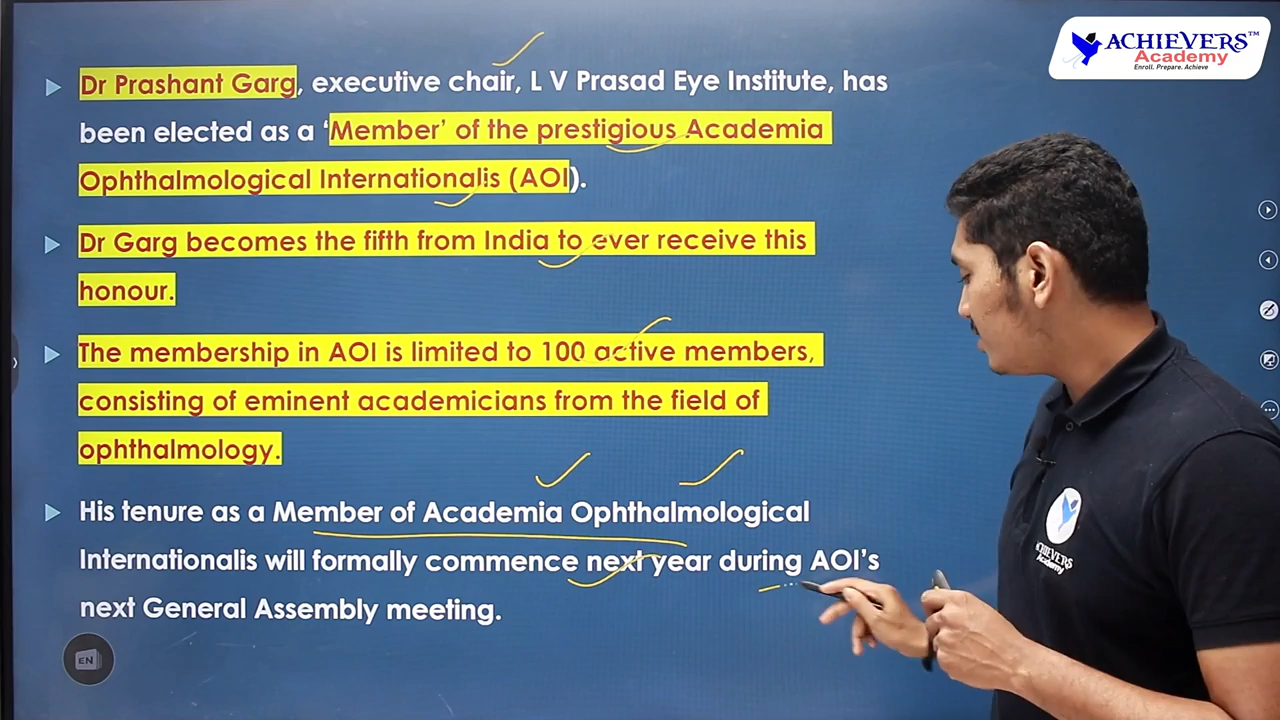 ACHIEVERS™
Academy
Enroll. Prepare. Achieve
Dr Prashant Garg, executive chair, L V Prasad Eye Institute, has
been elected as a ‘Member’ of the prestigious Academia
Ophthalmological Internationalis (AOI).
Dr Garg becomes the fifth from India to ever receive this
honour.
The membership in AOI is limited to 100 active members,
consisting of eminent academicians from the field of
ophthalmology.
His tenure as a Member of Academia Ophthalmological
Internationalis will formally commence next year during AOI’s
next General Assembly meeting.
EN
ACHIEVERS
Academy